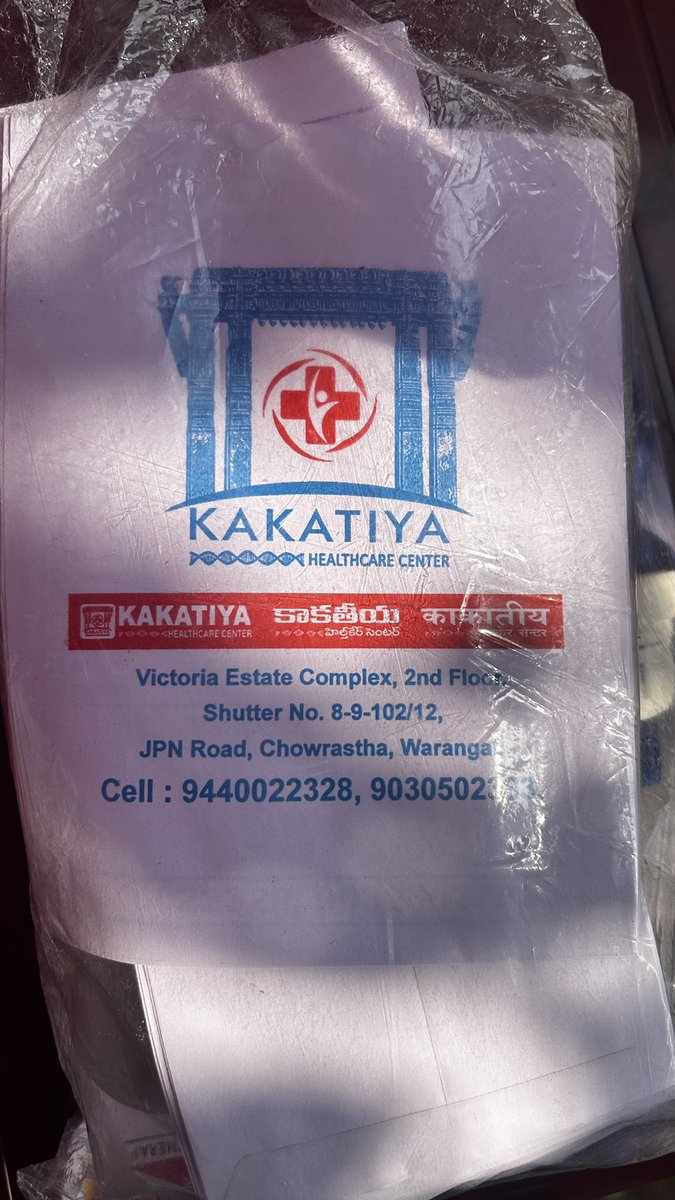 KAKATIYA
HEALTHCARE CENTER
KAKATIYA కాకతీయ काकातीय
HEALTHCARE CENTER హెల్త్‌కేర్ సెంటర్ सेन्टर
Victoria Estate Complex, 2nd Floor,
Shutter No. 8-9-102/12,
JPN Road, Chowrastha, Warangal.
Cell : 9440022328,